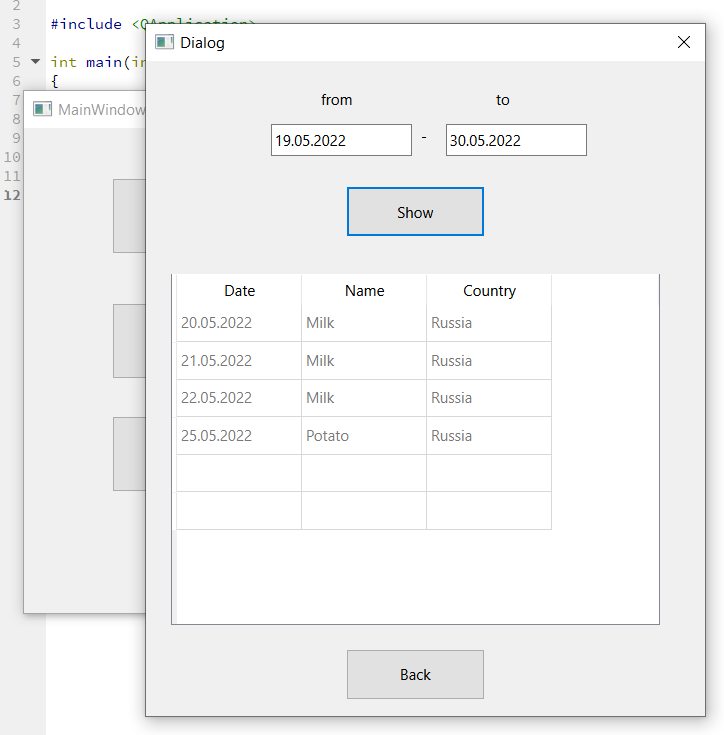 2
3 #include <QApplication>
4
5 int main(in
6 {
7
8
9
10
11
12
MainWindow
Dialog
from to
19.05.2022 - 30.05.2022
Show
Date Name Country
20.05.2022 Milk Russia
21.05.2022 Milk Russia
22.05.2022 Milk Russia
25.05.2022 Potato Russia
Back